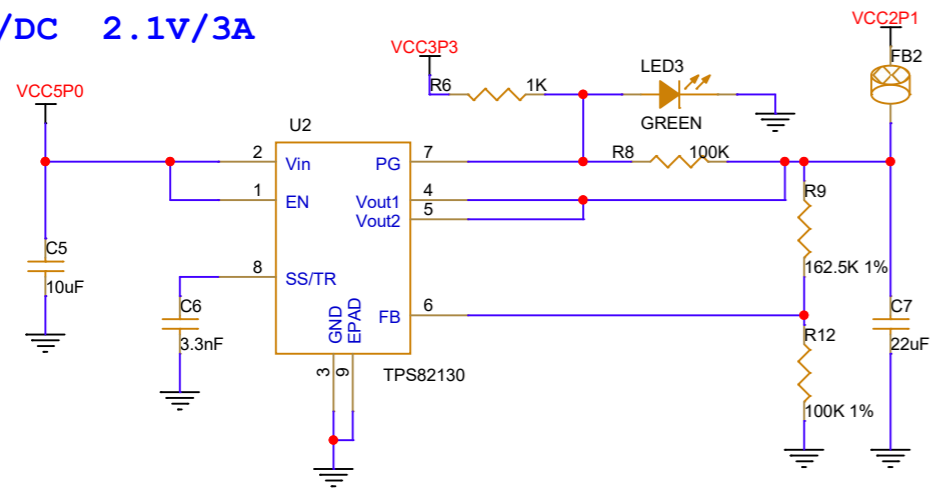 /DC 2.1V/3A
VCC2P1
VCC3P3
FB2
LED3
R6 1K
VCC5P0
GREEN
U2
2 Vin PG 7 R8 100K
1 EN Vout1 4 R9
Vout2 5
C5
8 SS/TR 162.5K 1%
10uF
C6 FB 6 C7
GND
EPAD
3.3nF R12 22uF
3 9 TPS82130
100K 1%